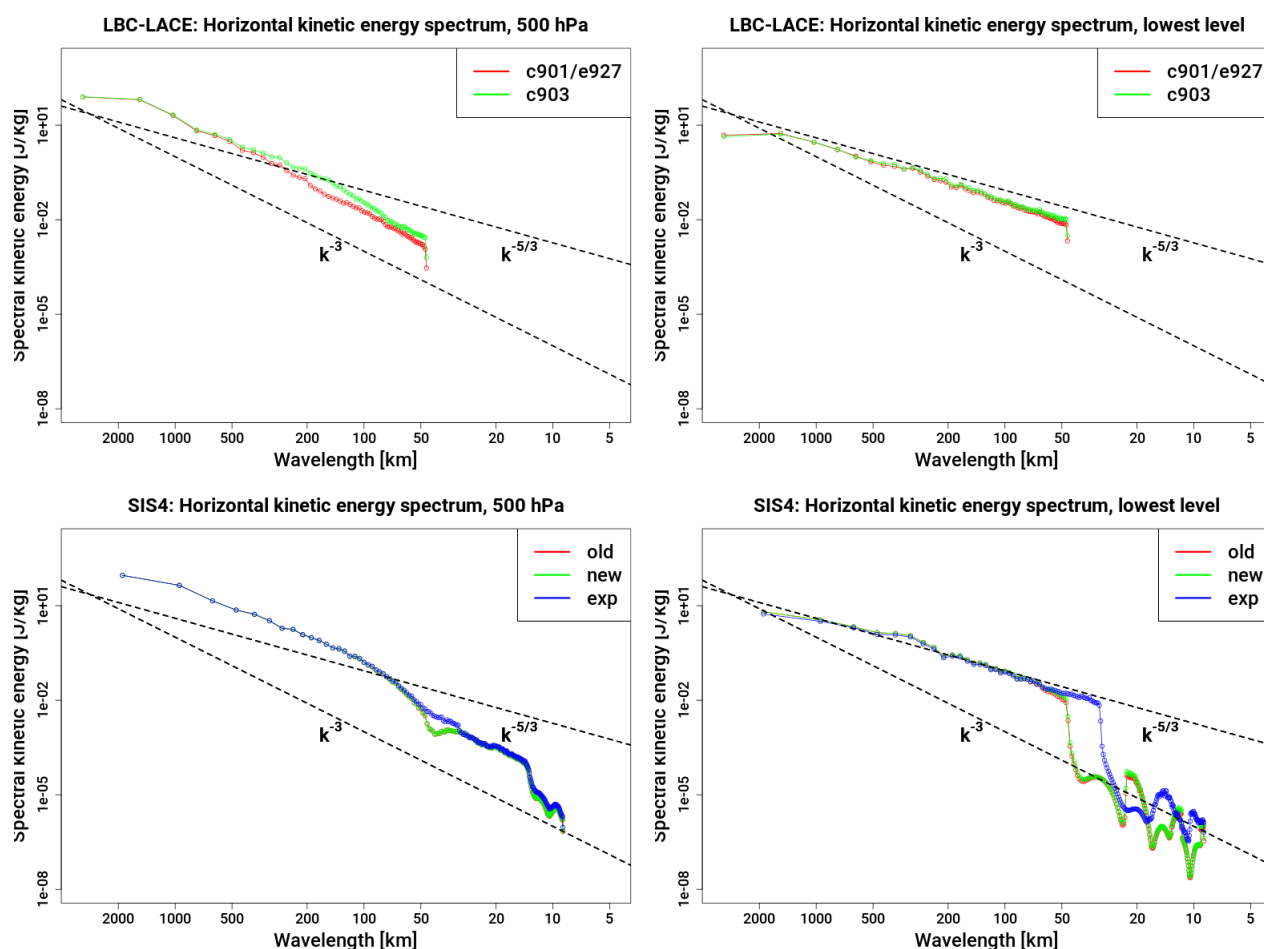 LBC-LACE: Horizontal kinetic energy spectrum, 500 hPa
Spectral kinetic energy [J/Kg]
1e+01
1e-02
1e-05
1e-08
c901/e927
c903
k-3
k-5/3
2000 1000 500 200 100 50 20 10 5
Wavelength [km]
LBC-LACE: Horizontal kinetic energy spectrum, lowest level
Spectral kinetic energy [J/Kg]
1e+01
1e-02
1e-05
1e-08
c901/e927
c903
k-3
k-5/3
2000 1000 500 200 100 50 20 10 5
Wavelength [km]
SIS4: Horizontal kinetic energy spectrum, 500 hPa
Spectral kinetic energy [J/Kg]
1e+01
1e-02
1e-05
1e-08
old
new
exp
k-3
k-5/3
2000 1000 500 200 100 50 20 10 5
Wavelength [km]
SIS4: Horizontal kinetic energy spectrum, lowest level
Spectral kinetic energy [J/Kg]
1e+01
1e-02
1e-05
1e-08
old
new
exp
k-3
k-5/3
2000 1000 500 200 100 50 20 10 5
Wavelength [km]